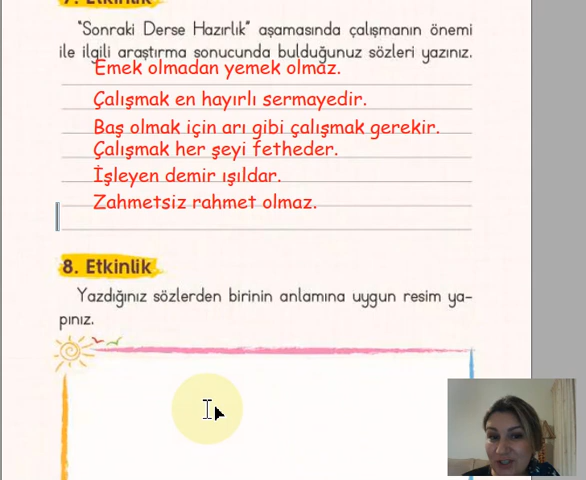 7. Etkinlik
"Sonraki Derse Hazırlık" aşamasında çalışmanın önemi
ile ilgili araştırma sonucunda bulduğunuz sözleri yazınız.
Emek olmadan yemek olmaz.
Çalışmak en hayırlı sermayedir.
Baş olmak için arı gibi çalışmak gerekir.
Çalışmak her şeyi fetheder.
İşleyen demir ışıldar.
Zahmetsiz rahmet olmaz.
8. Etkinlik
Yazdığınız sözlerden birinin anlamına uygun resim ya-
pınız.